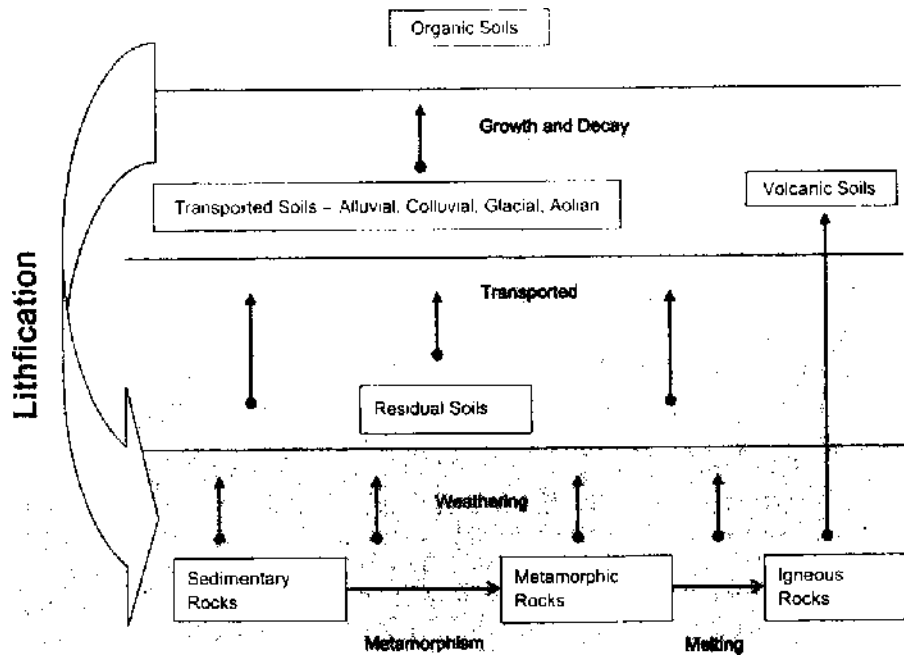 Organic Soils
Growth and Decay
Volcanic Soils
Transported Soils – Alluvial, Colluvial, Glacial, Aolian
Transported
Lithfication
Residual Soils
Weathering
Sedimentary
Rocks
Metamorphic
Rocks
Igneous
Rocks
Metamorphism
Melting